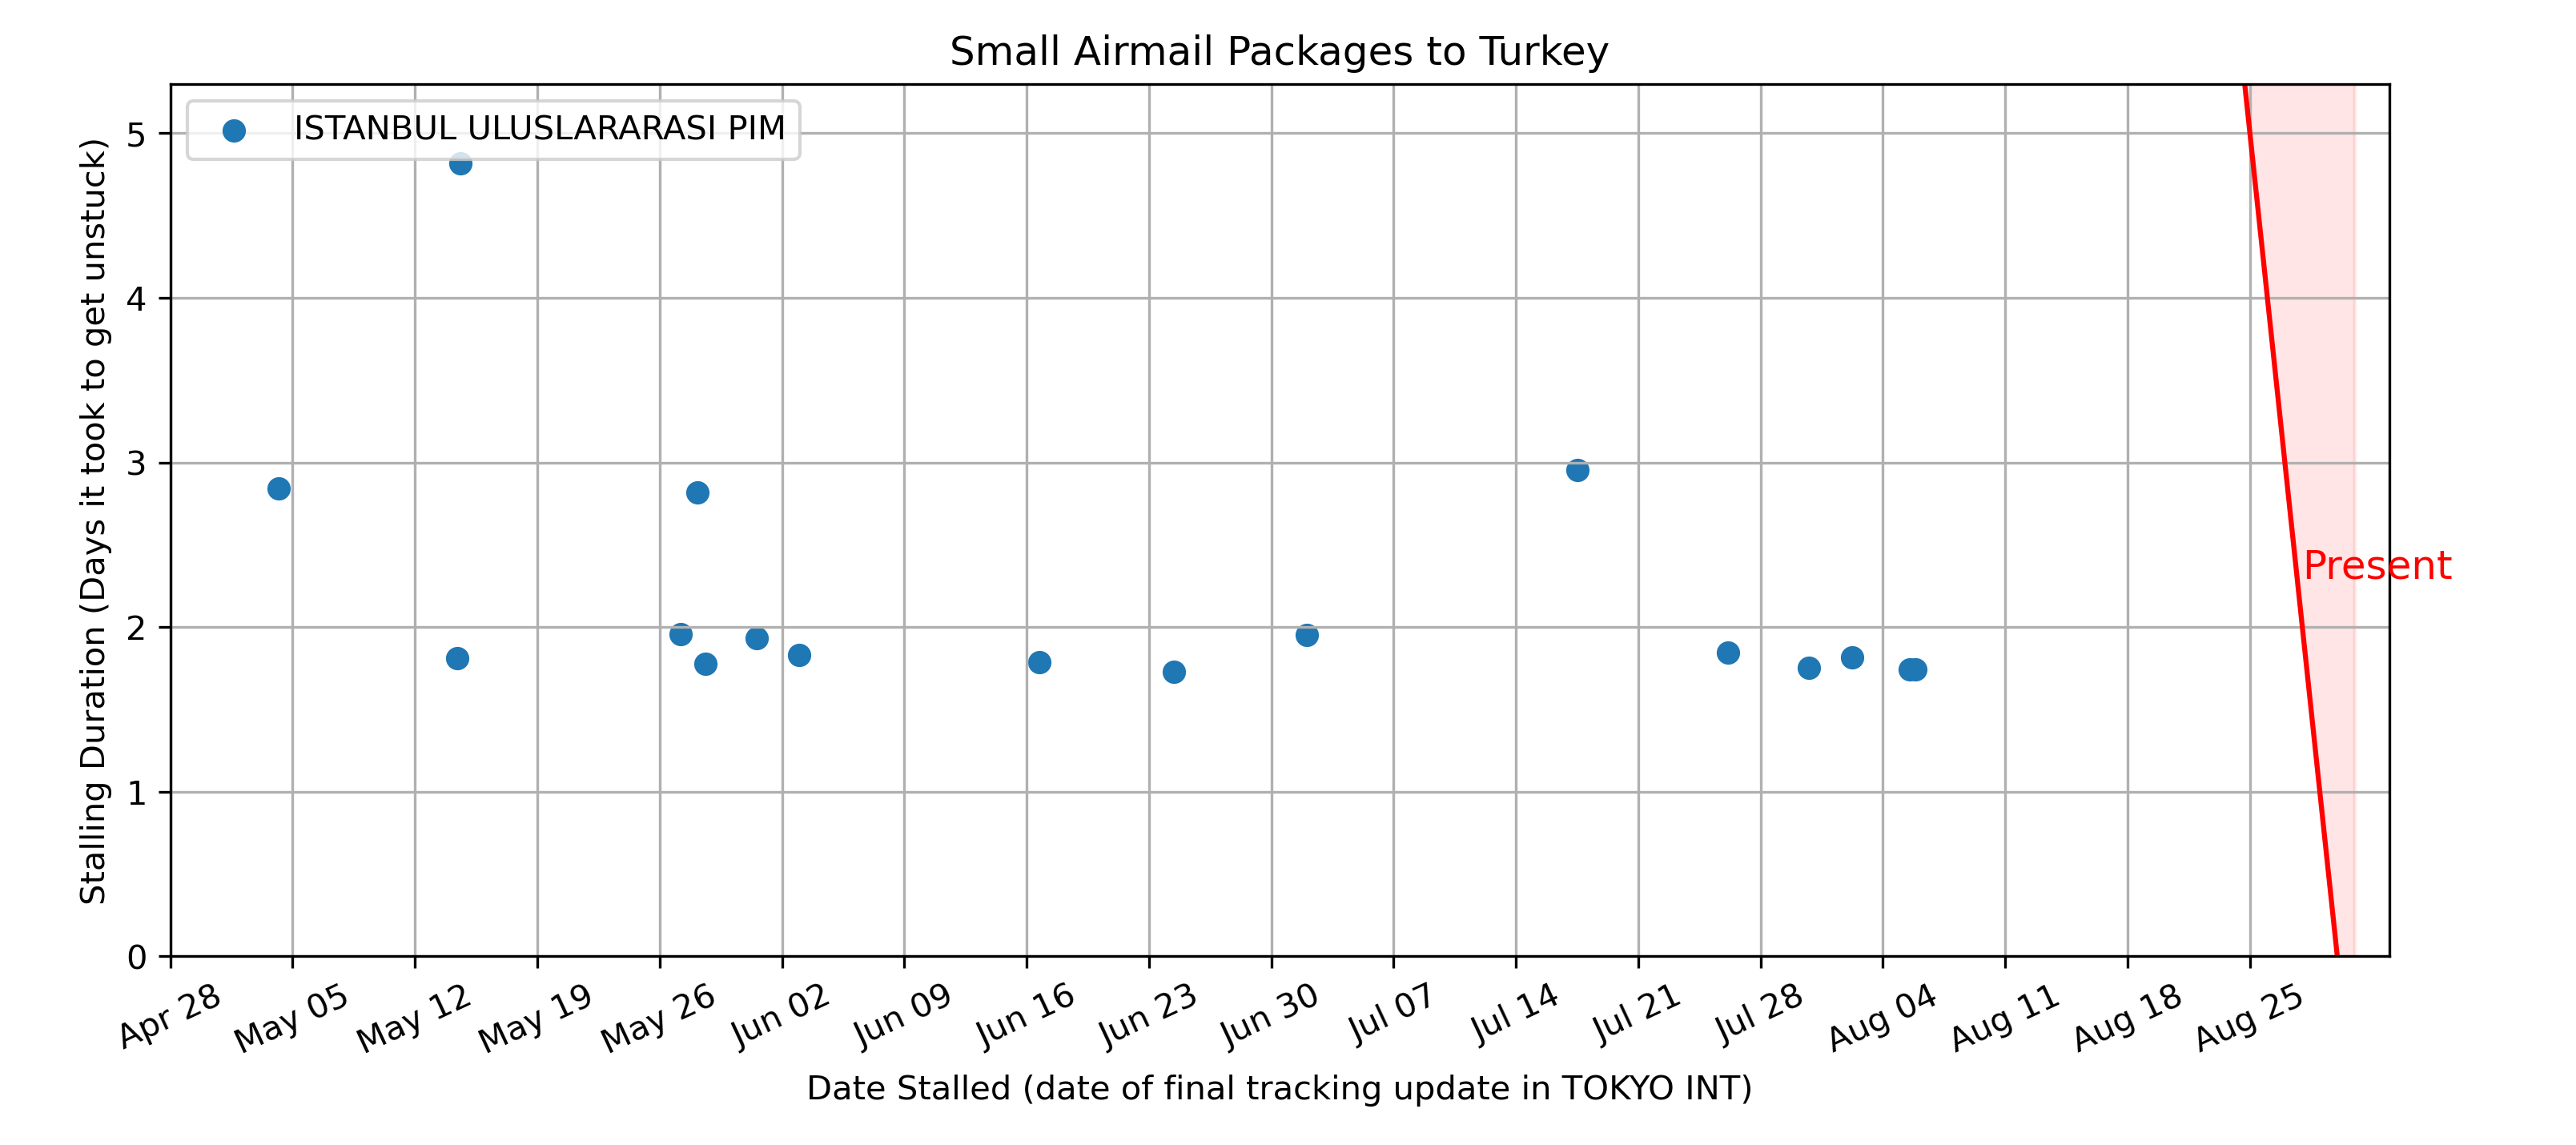 Small Airmail Packages to Turkey
ISTANBUL ULUSLARARASI PIM
Stalling Duration (Days it took to get unstuck)
5
4
3
2
1
0
Present
Apr 28
May 05
May 12
May 19
May 26
Jun 02
Jun 09
Jun 16
Jun 23
Jun 30
Jul 07
Jul 14
Jul 21
Jul 28
Aug 04
Aug 11
Aug 18
Aug 25
Date Stalled (date of final tracking update in TOKYO INT)